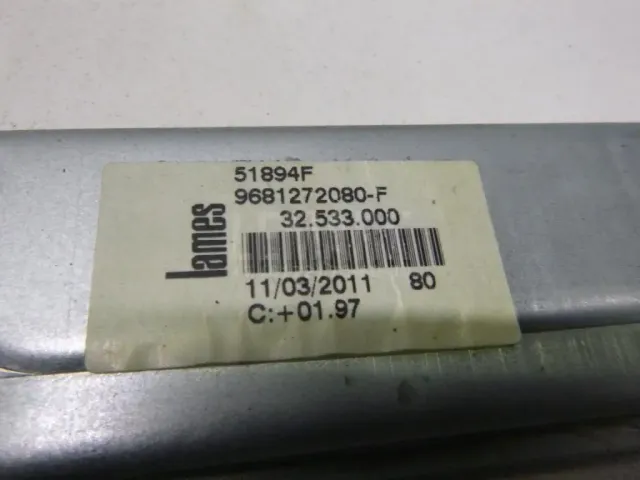 lames
51894F
9681272080-F
32.533.000
11/03/2011 80
C:+01.97